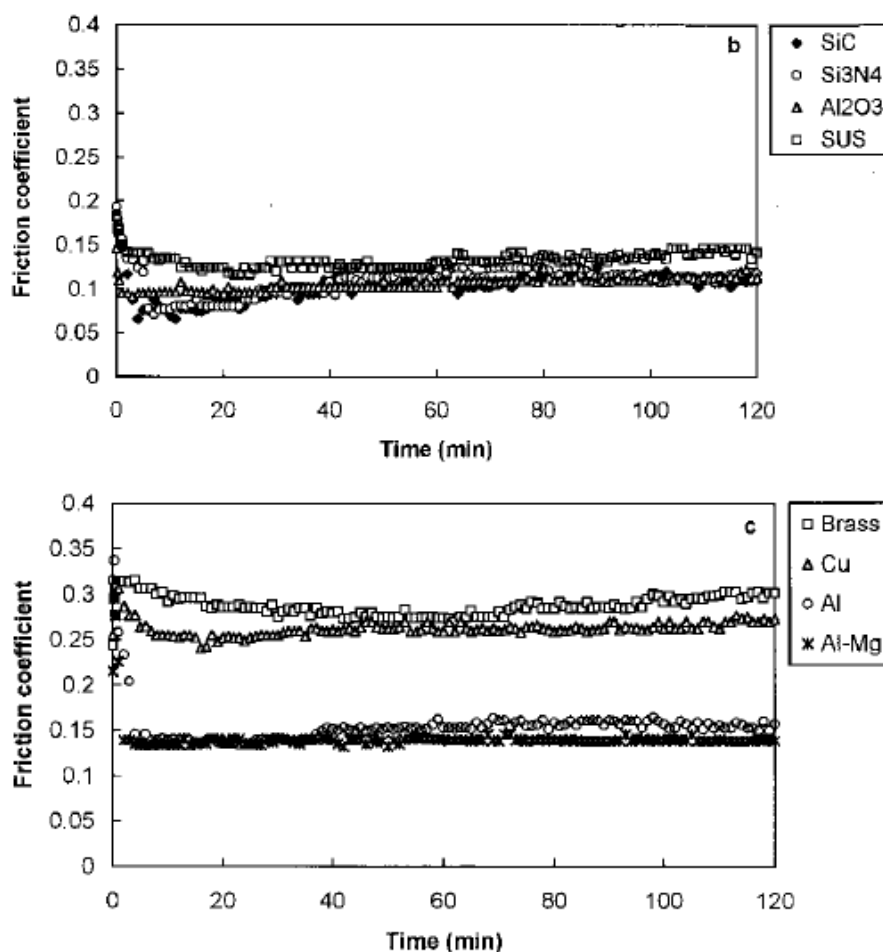 0.4
0.35
0.3
0.25
0.2
0.15
0.1
0.05
0
Friction coefficient
b
SiC
Si3N4
Al2O3
SUS
0 20 40 60 80 100 120
Time (min)
0.4
0.35
0.3
0.25
0.2
0.15
0.1
0.05
0
Friction coefficient
c
Brass
Cu
Al
Al-Mg
0 20 40 60 80 100 120
Time (min)